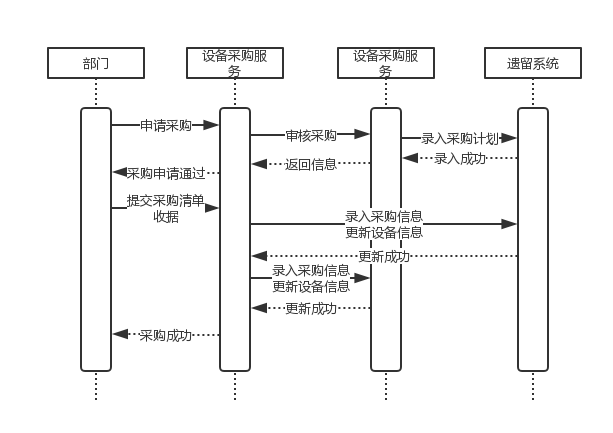 部门
设备采购服
务
设备采购服
务
遗留系统
申请采购
审核采购
录入采购计划
录入成功
返回信息
采购申请通过
提交采购清单
收据
录入采购信息
更新设备信息
更新成功
录入采购信息
更新设备信息
更新成功
采购成功